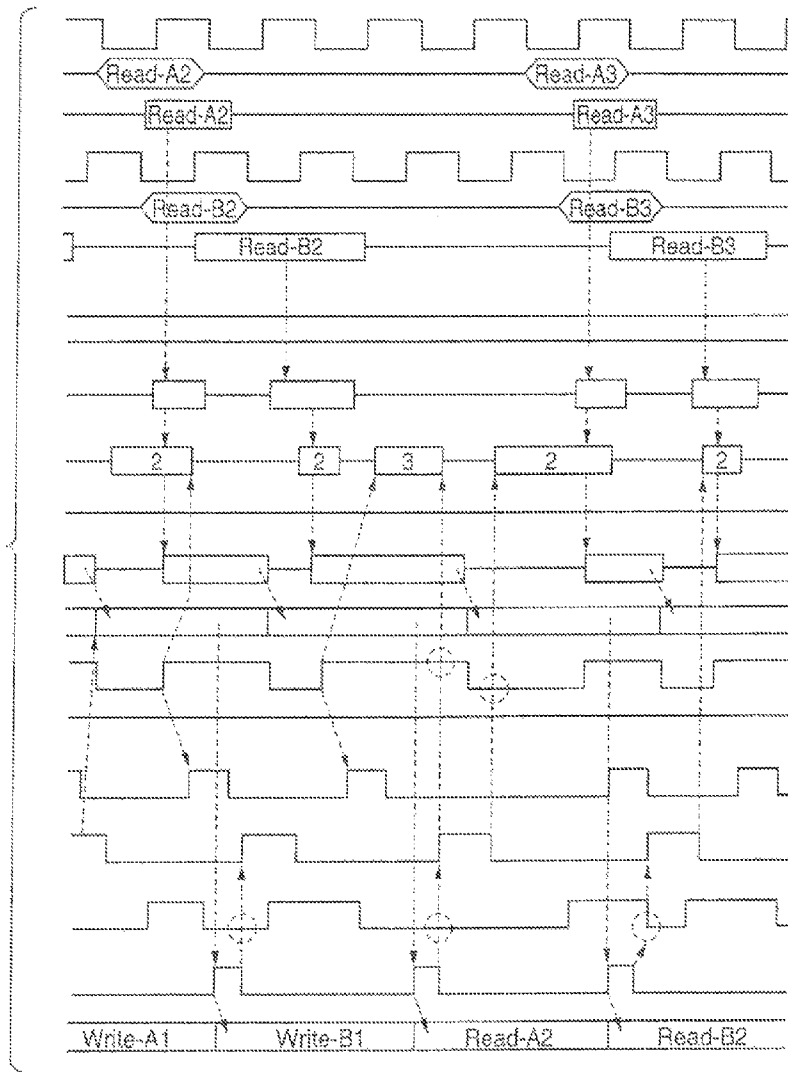 Read-A2 Read-A3
Read-A2 Read-A3
Read-B2 Read-B3
Read-B2 Read-B3
2 2 3 2 2
Write-A1 Write-B1 Read-A2 Read-B2